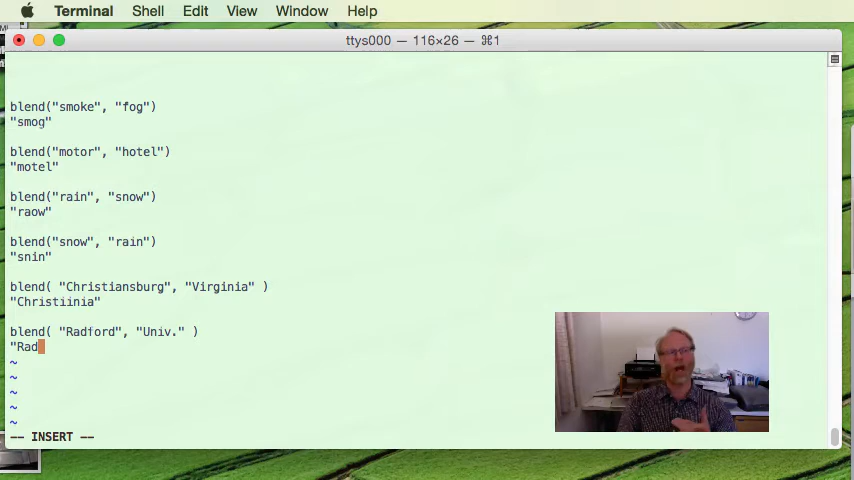 Terminal Shell Edit View Window Help
ttys000 — 116×26 — ⌘1
blend("smoke", "fog")
"smog"
blend("motor", "hotel")
"motel"
blend("rain", "snow")
"raow"
blend("snow", "rain")
"snin"
blend( "Christiansburg", "Virginia" )
"Christiinia"
blend( "Radford", "Univ." )
"Rad
~
~
~
~
~
-- INSERT --